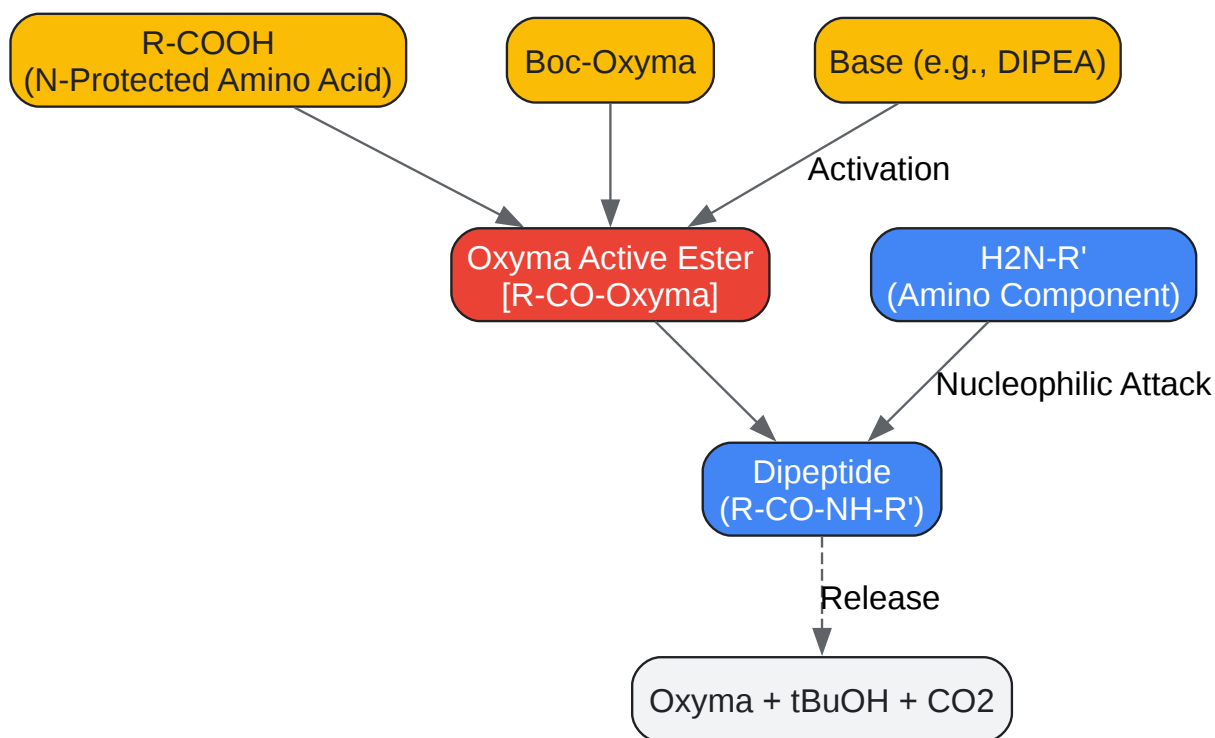 R-COOH
(N-Protected Amino Acid)
Boc-Oxyma
Base (e.g., DIPEA)
Activation
Oxyma Active Ester
[R-CO-Oxyma]
H2N-R'
(Amino Component)
Nucleophilic Attack
Dipeptide
(R-CO-NH-R')
Release
Oxyma + tBuOH + CO2